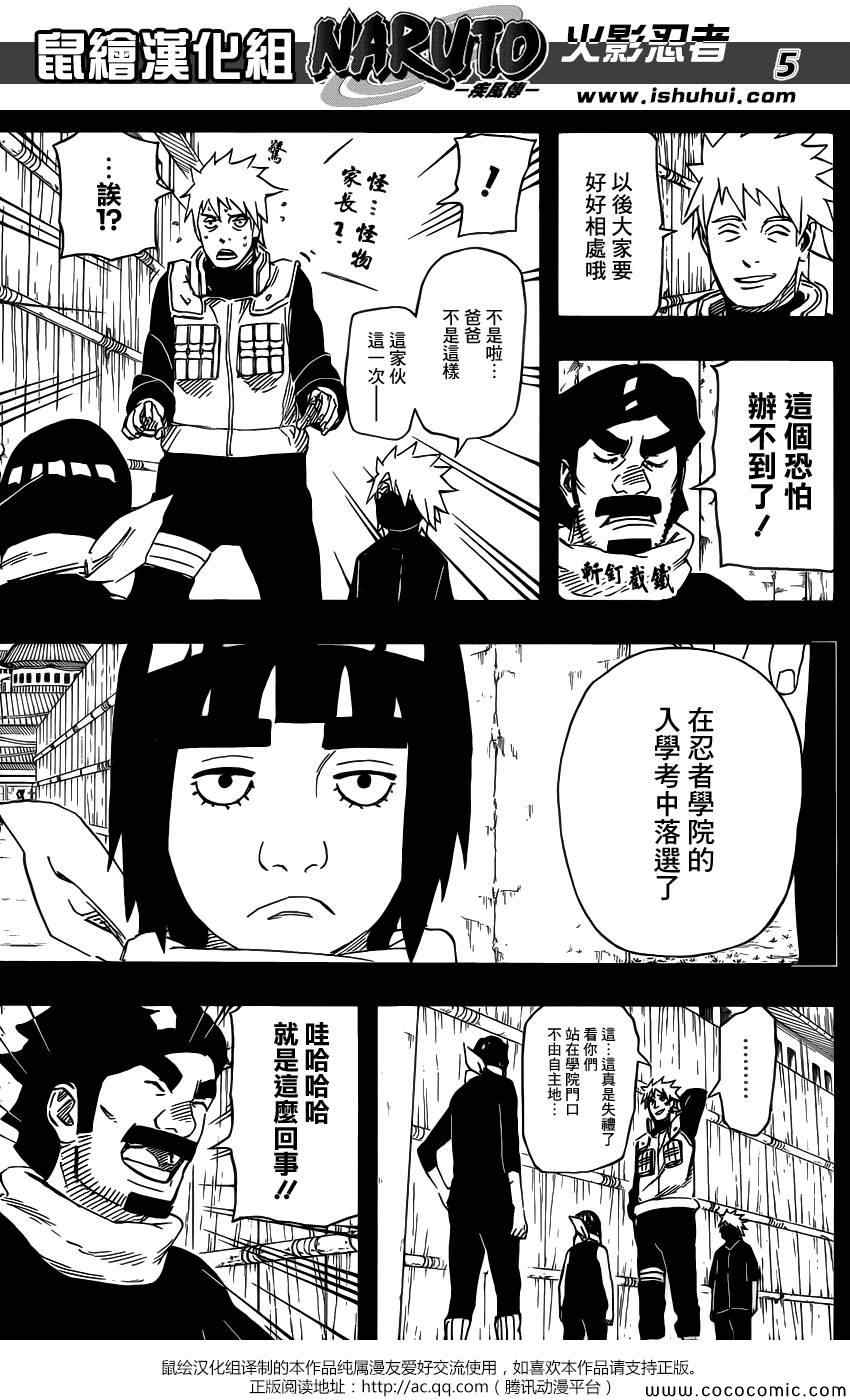 鼠繪漢化組
NARUTO
-疾風傳-
火影忍者
5
www.ishuhui.com
以後大家要
好好相處哦
這個恐怕
辦不到了！
斬釘截鐵
！
驚
怪…怪物
家長？
…誒!?
不是啦…
爸爸
不是這樣
這家伙
這一次——
在忍者學院的
入學考中落選了
………
這…這真是失禮了
看你們
站在學院門口
不由自主地…
哇哈哈哈
就是這麼回事!!
鼠绘汉化组译制的本作品纯属漫友爱好交流使用，如喜欢本作品请支持正版。
正版阅读地址：http://ac.qq.com（腾讯动漫平台）
www.cococomic.com